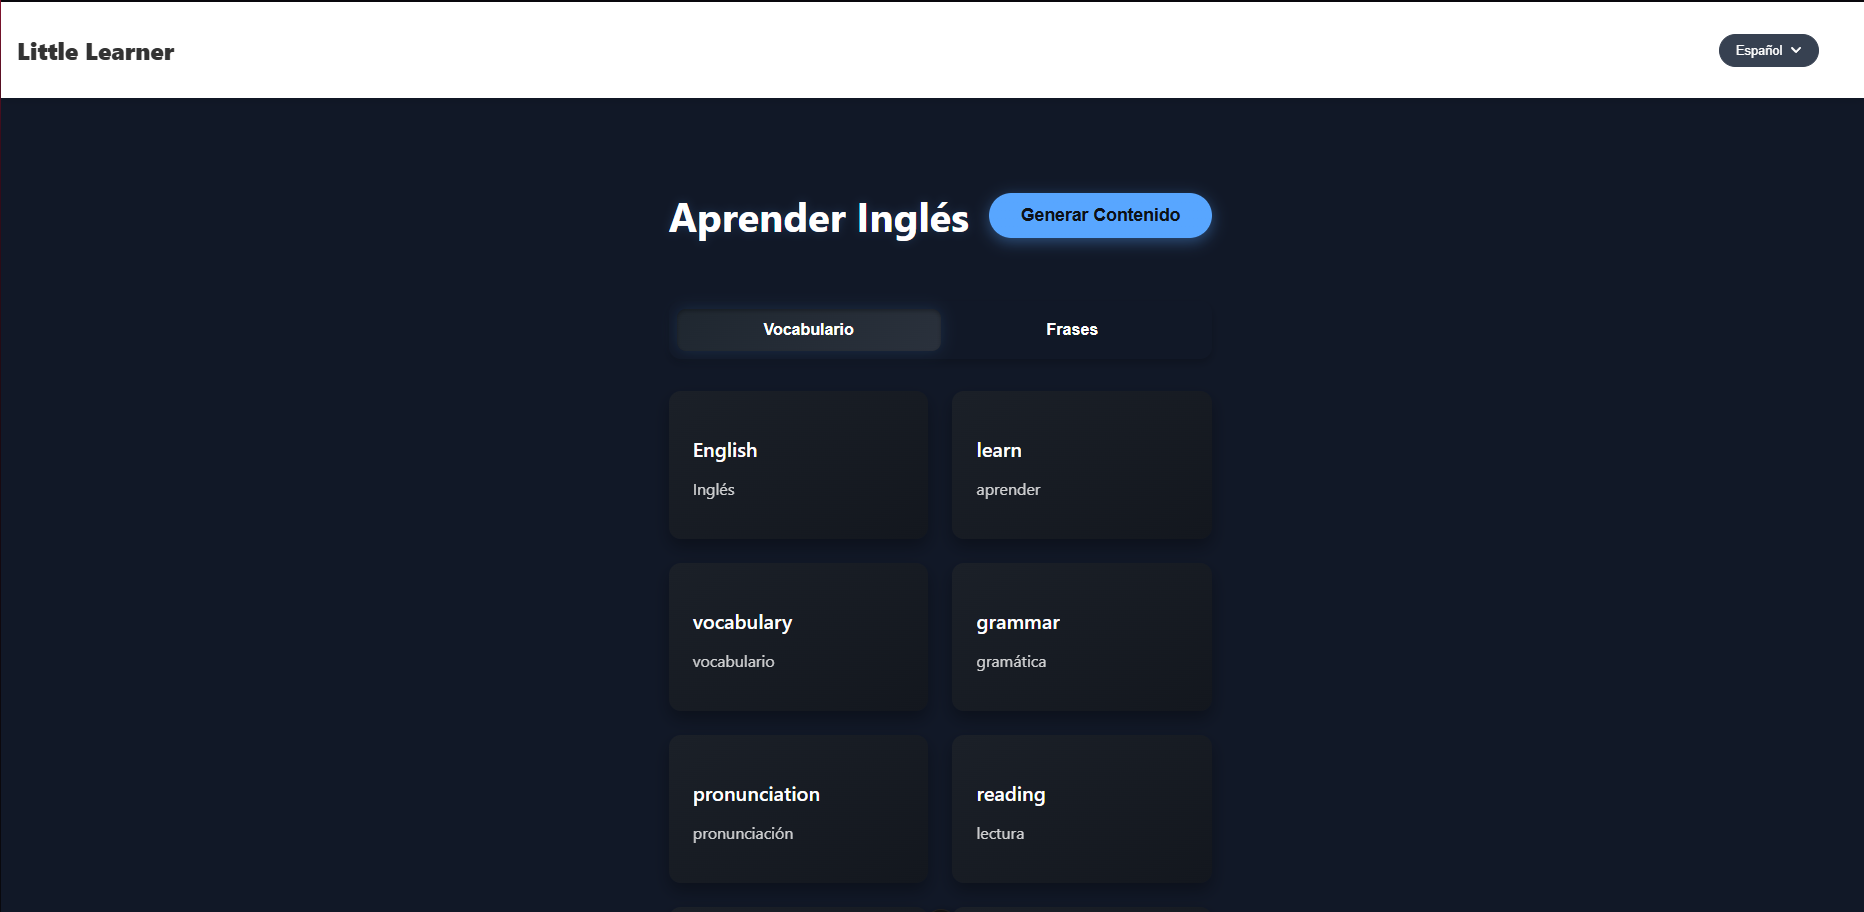 Little Learner
Español
Aprender Inglés
Generar Contenido
Vocabulario
Frases
English
Inglés
learn
aprender
vocabulary
vocabulario
grammar
gramática
pronunciation
pronunciación
reading
lectura